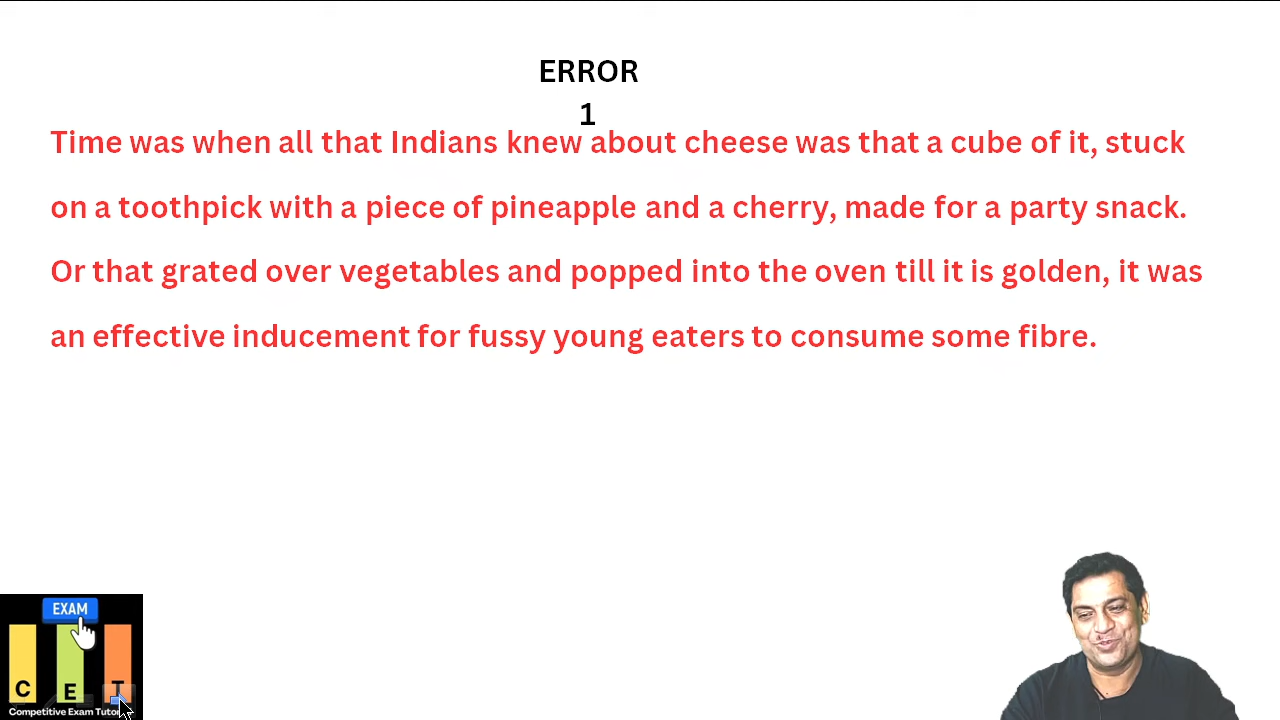 ERROR
1
Time was when all that Indians knew about cheese was that a cube of it, stuck
on a toothpick with a piece of pineapple and a cherry, made for a party snack.
Or that grated over vegetables and popped into the oven till it is golden, it was
an effective inducement for fussy young eaters to consume some fibre.
EXAM
C E T
Competitive Exam Tutor